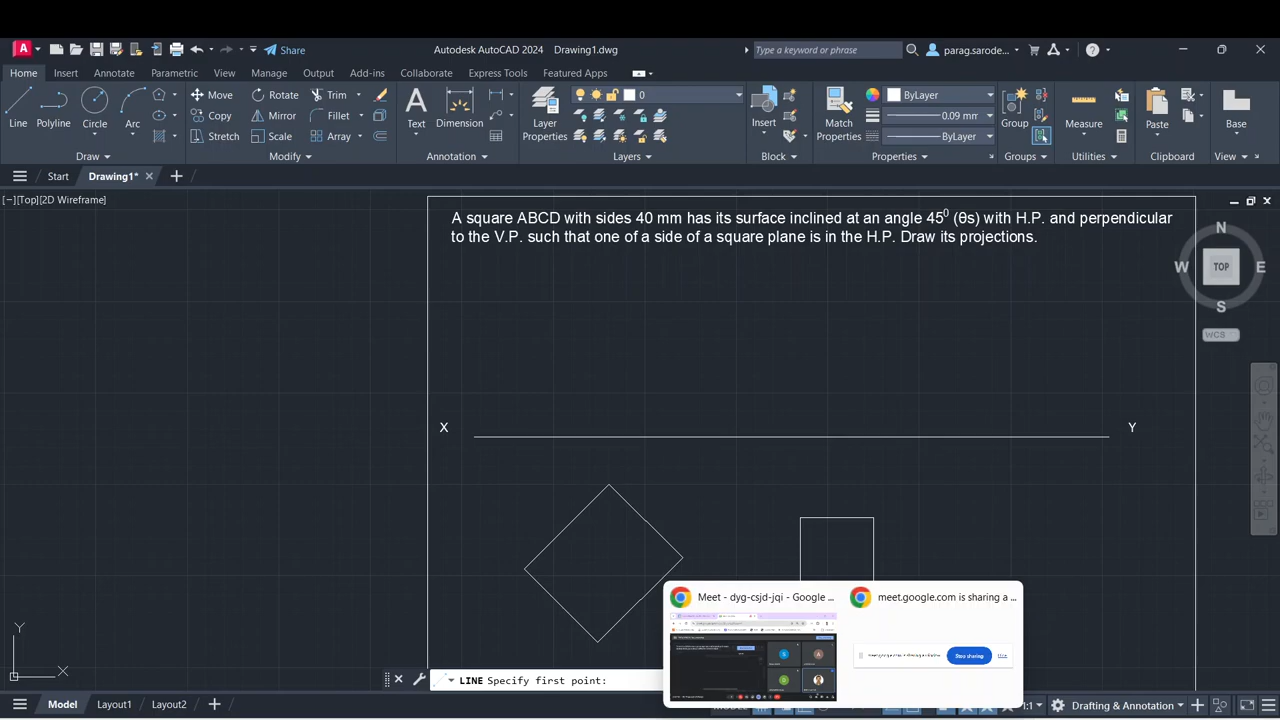 Share
Autodesk AutoCAD 2024 Drawing1.dwg
Type a keyword or phrase
parag.sarode...
Home Insert Annotate Parametric View Manage Output Add-ins Collaborate Express Tools Featured Apps
Line Polyline Circle Arc
Move Rotate Trim
Copy Mirror Fillet
Stretch Scale Array
Text Dimension
Layer Properties
0
Insert
Match Properties
ByLayer
0.09 mm
ByLayer
Group
Measure
Paste
Base
Draw Modify Annotation Layers Block Properties Groups Utilities Clipboard View
Start Drawing1*
[−][Top][2D Wireframe]
A square ABCD with sides 40 mm has its surface inclined at an angle 45⁰ (θs) with H.P. and perpendicular
to the V.P. such that one of a side of a square plane is in the H.P. Draw its projections.
N
W TOP E
S
WCS
X Y
Meet - dyg-csjd-jqi - Google ...
meet.google.com is sharing a ...
Stop sharing
LINE Specify first point:
Drafting & Annotation